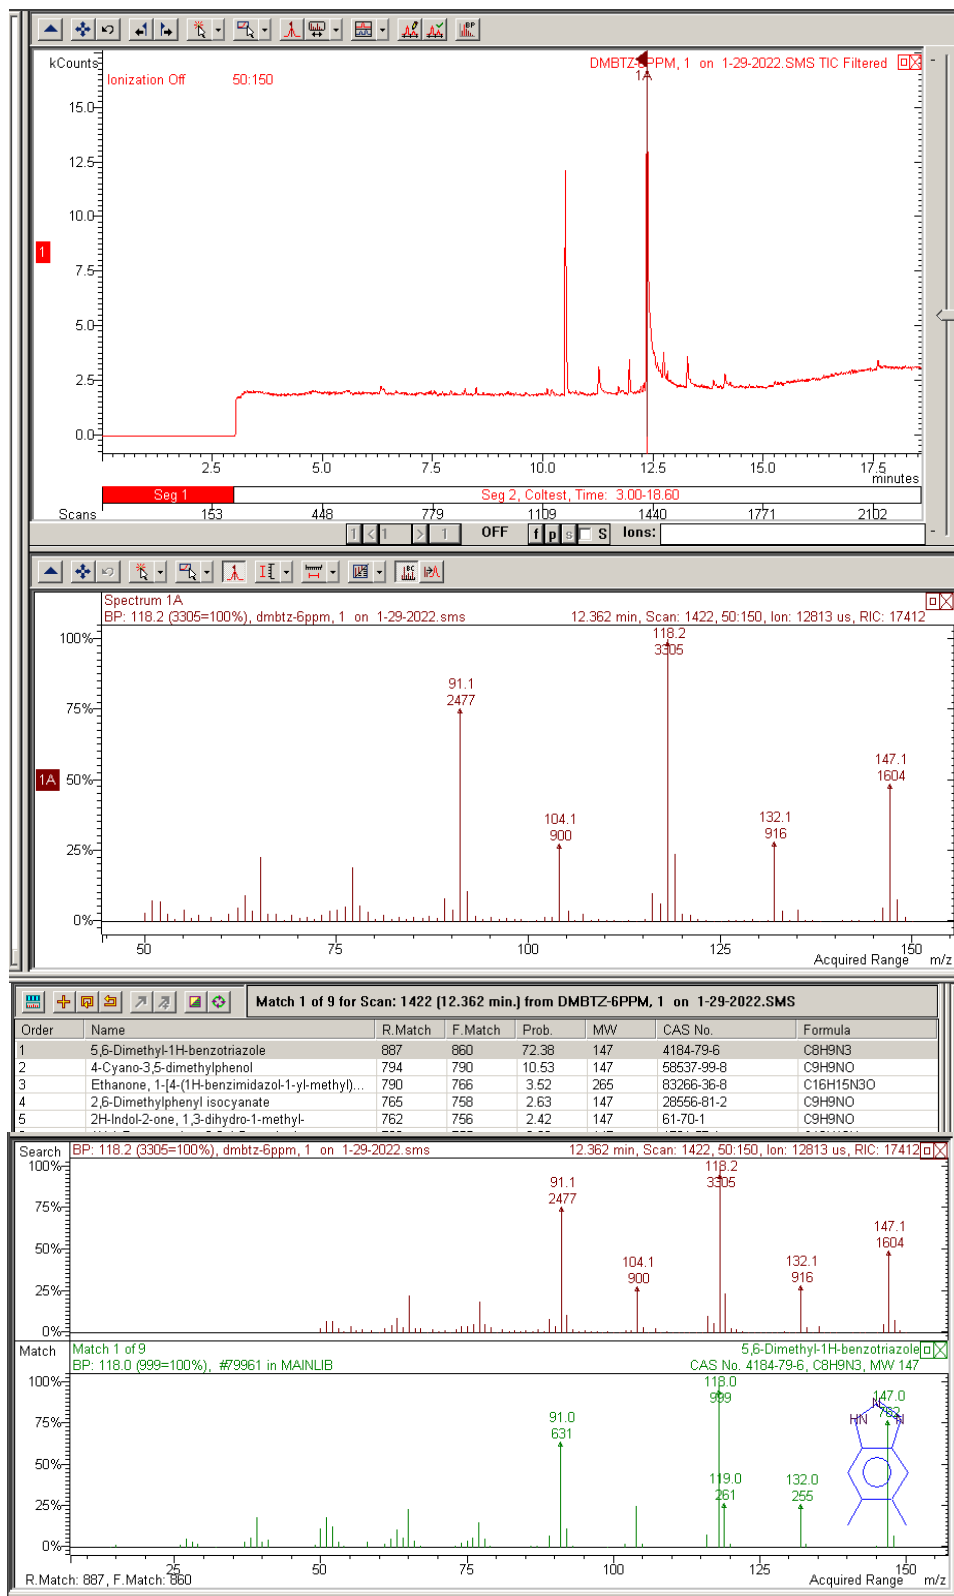 kCounts
DMBTZ-6PPM, 1 on 1-29-2022.SMS TIC Filtered
Ionization Off 50:150
1A
15.0
12.5
10.0
7.5
1
5.0
2.5
0.0
2.5 5.0 7.5 10.0 12.5 15.0 17.5
minutes
Seg 1 Seg 2, Coltest, Time: 3.00-18.60
Scans 153 448 779 1109 1440 1771 2102
1 < 1 > 1 OFF f p s S Ions:
Spectrum 1A
BP: 118.2 (3305=100%), dmbtz-6ppm, 1 on 1-29-2022.sms 12.362 min, Scan: 1422, 50:150, Ion: 12813 us, RIC: 17412
100%
118.2
3305
91.1
2477
75%
147.1
1604
1A 50%
104.1
900
132.1
916
25%
0%
50 75 100 125 150
Acquired Range m/z
Match 1 of 9 for Scan: 1422 (12.362 min.) from DMBTZ-6PPM, 1 on 1-29-2022.SMS
Order Name R.Match F.Match Prob. MW CAS No. Formula
1 5,6-Dimethyl-1H-benzotriazole 887 860 72.38 147 4184-79-6 C8H9N3
2 4-Cyano-3,5-dimethylphenol 794 790 10.53 147 58537-99-8 C9H9NO
3 Ethanone, 1-[4-(1H-benzimidazol-1-yl-methyl)... 790 766 3.52 265 83266-36-8 C16H15N3O
4 2,6-Dimethylphenyl isocyanate 765 758 2.63 147 28556-81-2 C9H9NO
5 2H-Indol-2-one, 1,3-dihydro-1-methyl- 762 756 2.42 147 61-70-1 C9H9NO
Search BP: 118.2 (3305=100%), dmbtz-6ppm, 1 on 1-29-2022.sms 12.362 min, Scan: 1422, 50:150, Ion: 12813 us, RIC: 17412
100%
118.2
3305
91.1
2477
75%
147.1
1604
50%
104.1
900
132.1
916
25%
0%
Match Match 1 of 9 5,6-Dimethyl-1H-benzotriazole
BP: 118.0 (999=100%), #79961 in MAINLIB CAS No. 4184-79-6, C8H9N3, MW 147
100%
118.0
999
147.0
N
HN N
75%
91.0
631
50%
119.0
261
132.0
255
25%
0%
25 50 75 100 125 150
R.Match: 887, F.Match: 860 Acquired Range m/z